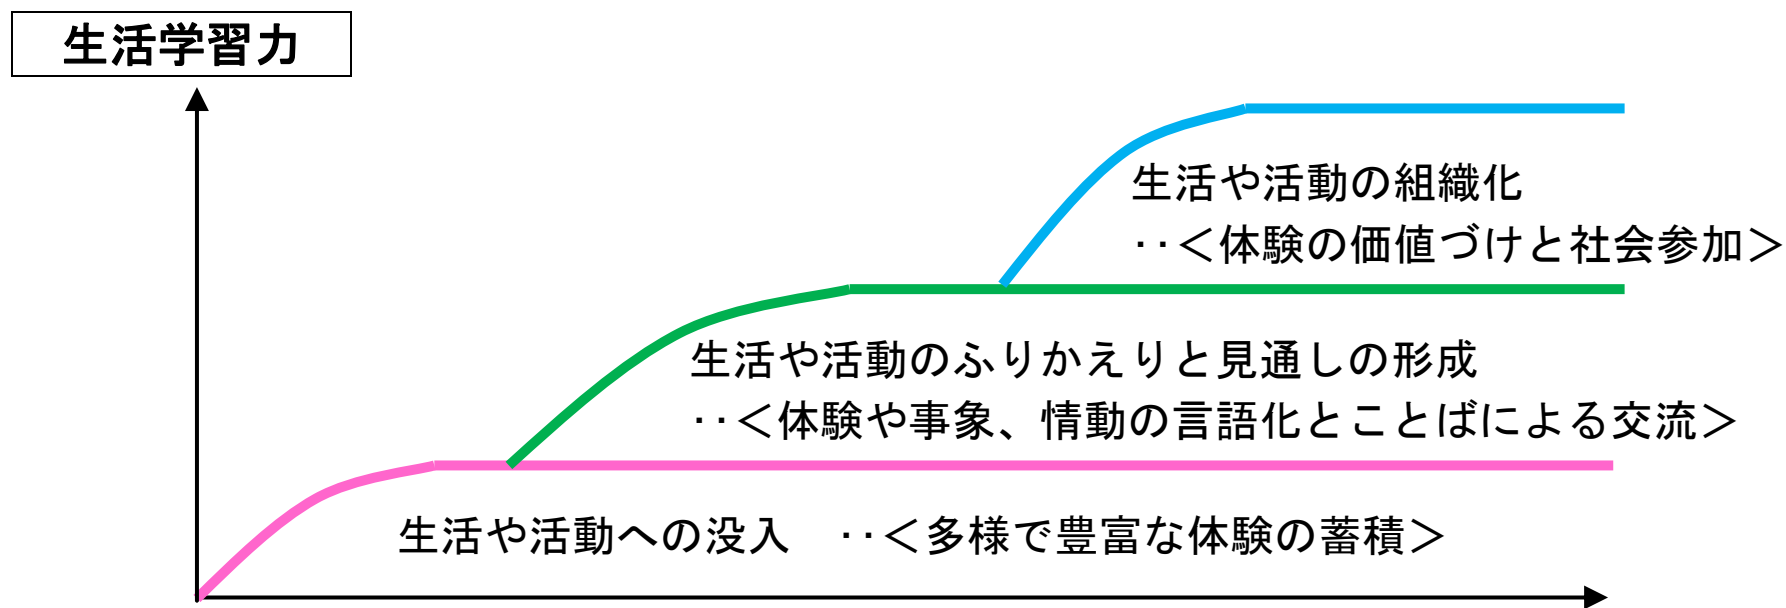 生活学習力
生活や活動の組織化
‥＜体験の価値づけと社会参加＞
生活や活動のふりかえりと見通しの形成
‥＜体験や事象、情動の言語化とことばによる交流＞
生活や活動への没入　‥＜多様で豊富な体験の蓄積＞